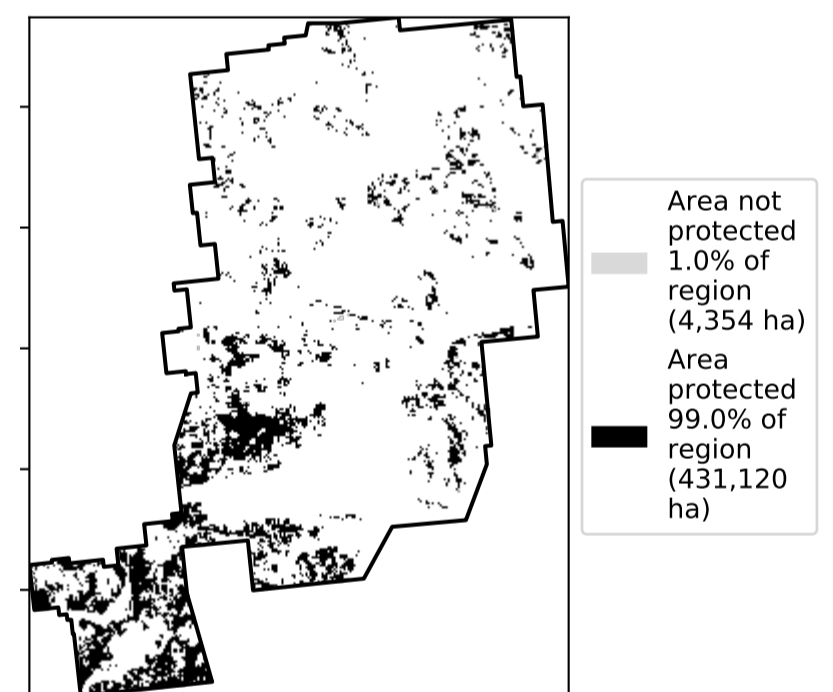 Area not
protected
1.0% of
region
(4,354 ha)
Area
protected
99.0% of
region
(431,120
ha)